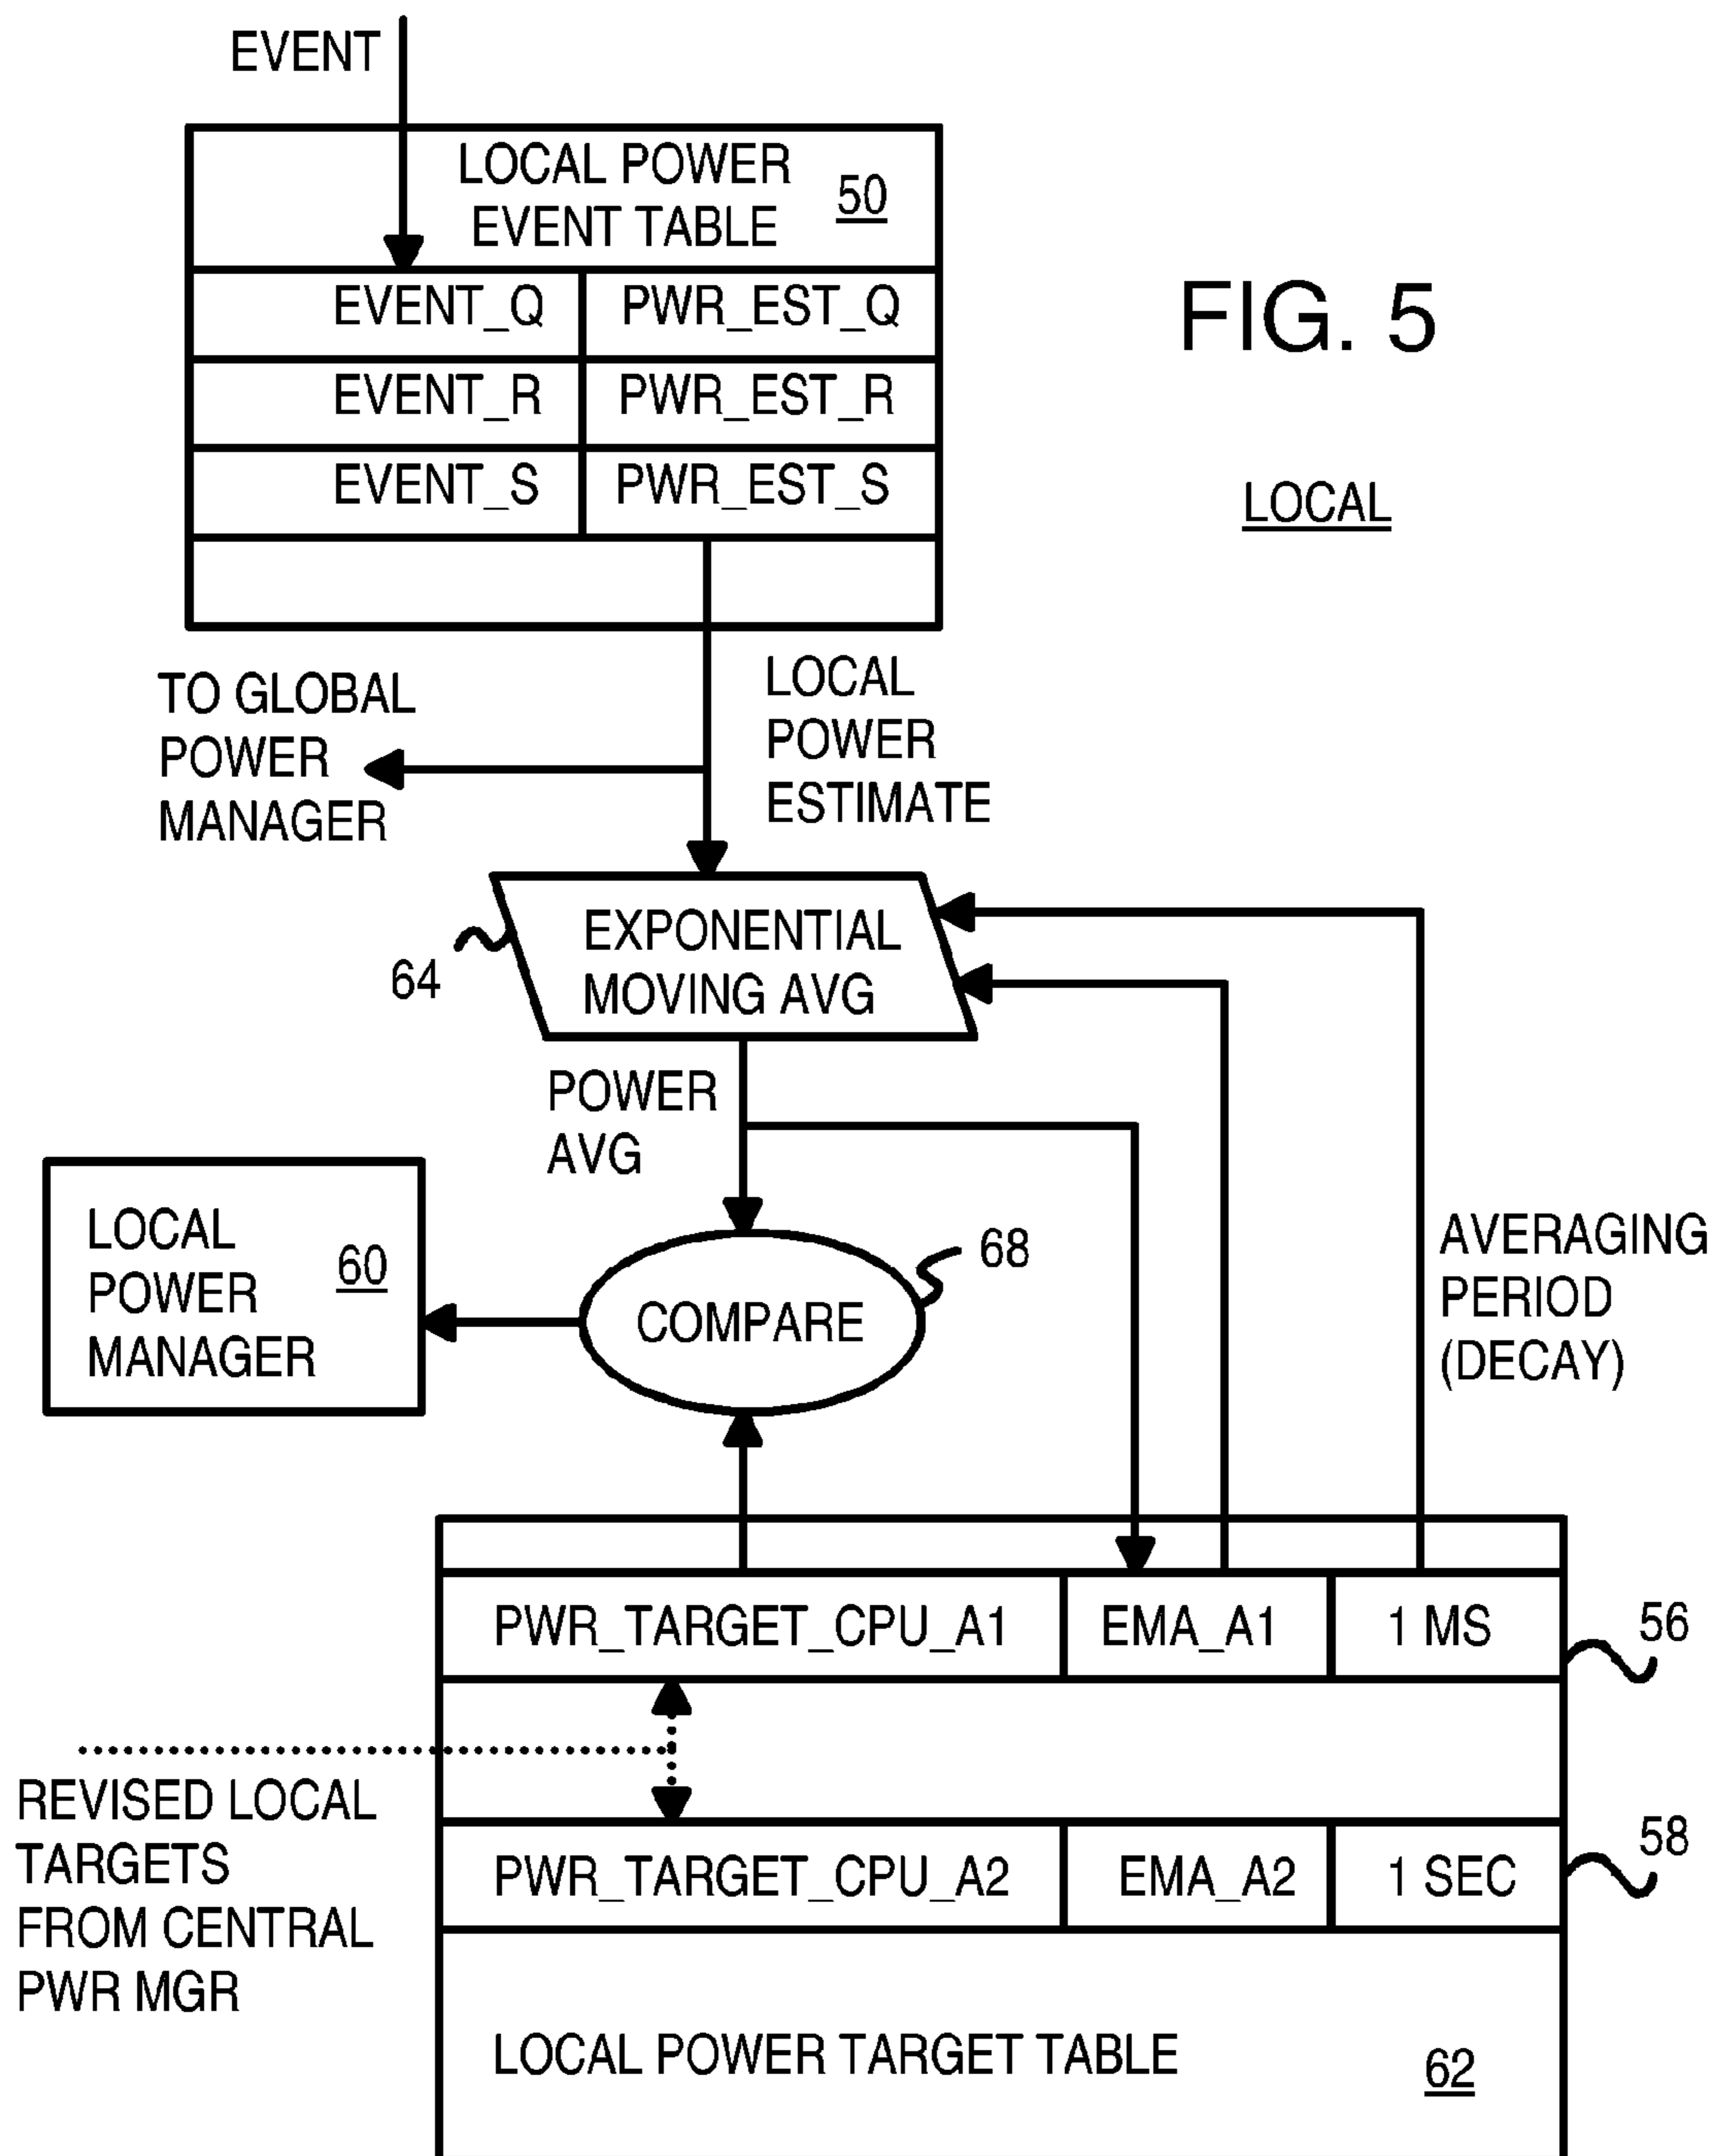 EVENT
LOCAL POWER
EVENT TABLE
50
EVENT_Q PWR_EST_Q
EVENT_R PWR_EST_R
EVENT_S PWR_EST_S
FIG. 5
LOCAL
TO GLOBAL
POWER
MANAGER
LOCAL
POWER
ESTIMATE
EXPONENTIAL
MOVING AVG
64
POWER
AVG
LOCAL
POWER
MANAGER
60
COMPARE
68
AVERAGING
PERIOD
(DECAY)
PWR_TARGET_CPU_A1 EMA_A1 1 MS
56
REVISED LOCAL
TARGETS
FROM CENTRAL
PWR MGR
PWR_TARGET_CPU_A2 EMA_A2 1 SEC
58
LOCAL POWER TARGET TABLE
62